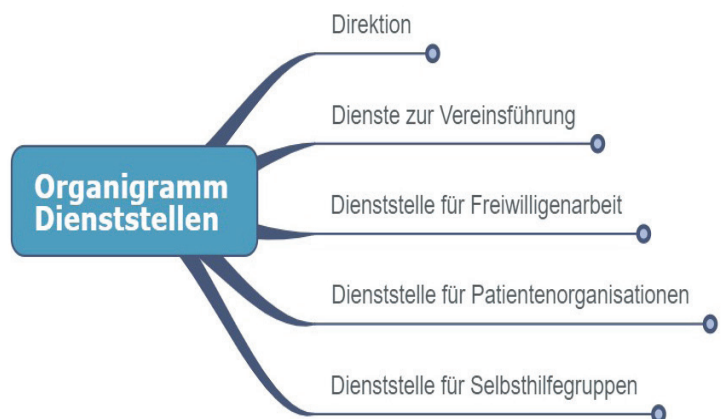 Direktion
Dienste zur Vereinsführung
Organigramm
Dienststellen
Dienststelle für Freiwilligenarbeit
Dienststelle für Patientenorganisationen
Dienststelle für Selbsthilfegruppen